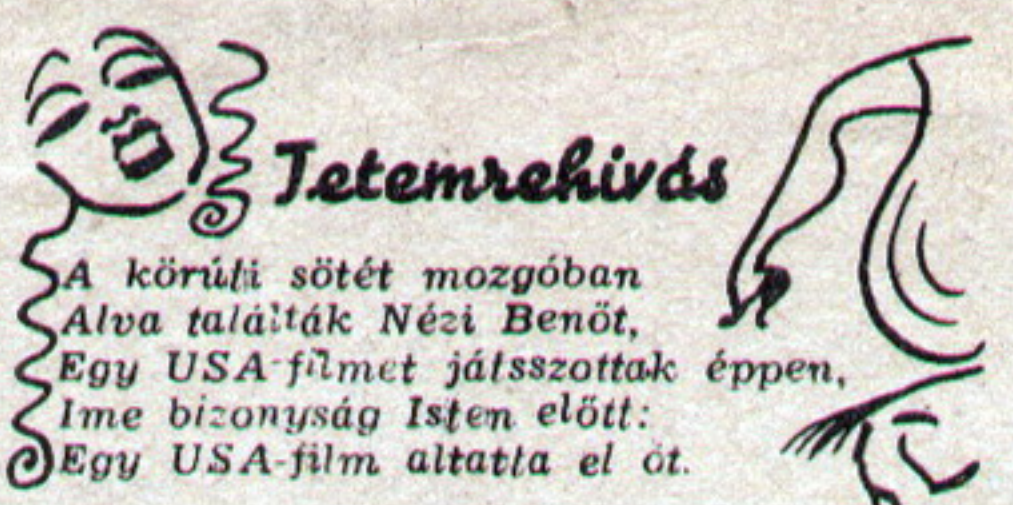 Tetemrehivás
A körúti sötét mozgóban
Alva találták Nézi Benőt,
Egy USA-filmet játsszottak éppen,
Ime bizonyság Isten előtt:
Egy USA-film altatta el őt.